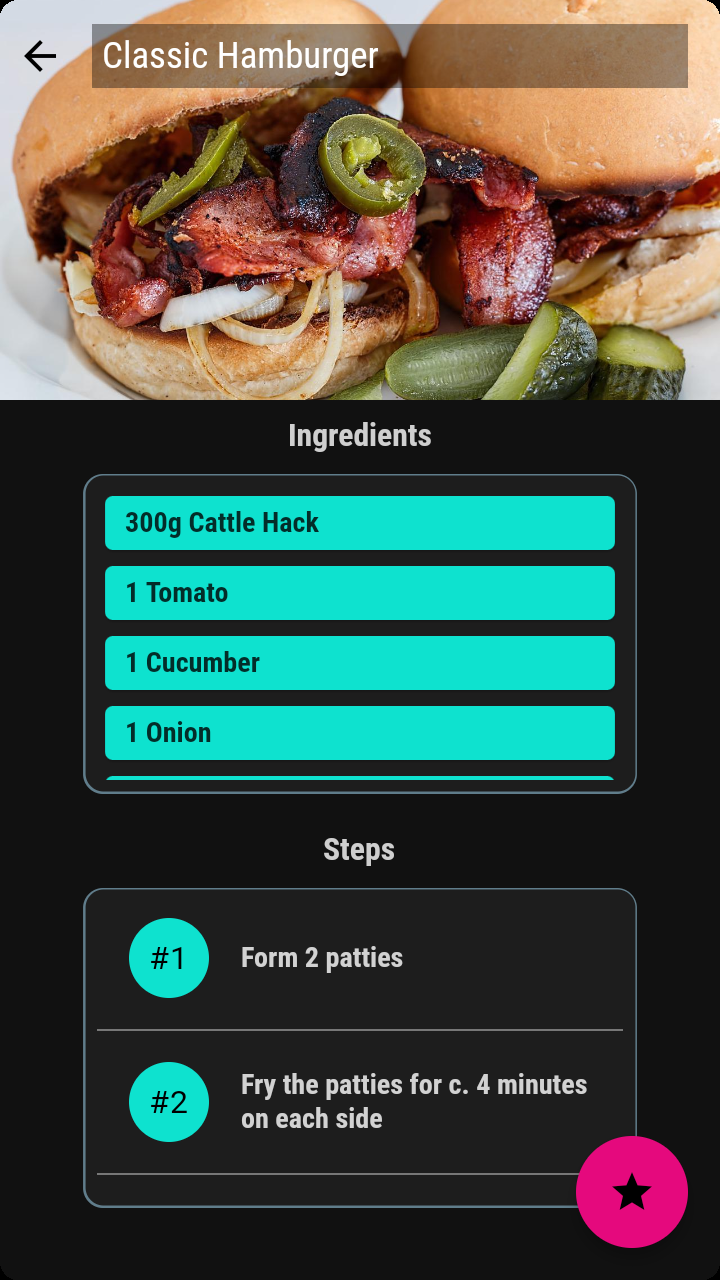 Classic Hamburger
Ingredients
300g Cattle Hack
1 Tomato
1 Cucumber
1 Onion
Steps
#1
Form 2 patties
#2
Fry the patties for c. 4 minutes
on each side